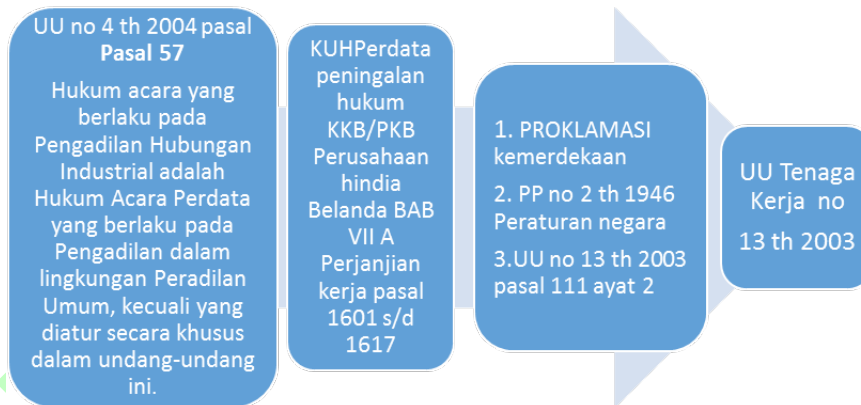 UU no 4 th 2004 pasal
Pasal 57
Hukum acara yang
berlaku pada
Pengadilan Hubungan
Industrial adalah
Hukum Acara Perdata
yang berlaku pada
Pengadilan dalam
lingkungan Peradilan
Umum, kecuali yang
diatur secara khusus
dalam undang-undang
ini.
KUHPerdata
peningalan
hukum
KKB/PKB
Perusahaan
hindia
Belanda BAB
VII A
Perjanjian
kerja pasal
1601 s/d
1617
1. PROKLAMASI
kemerdekaan
2. PP no 2 th 1946
Peraturan negara
3.UU no 13 th 2003
pasal 111 ayat 2
UU Tenaga
Kerja no
13 th 2003